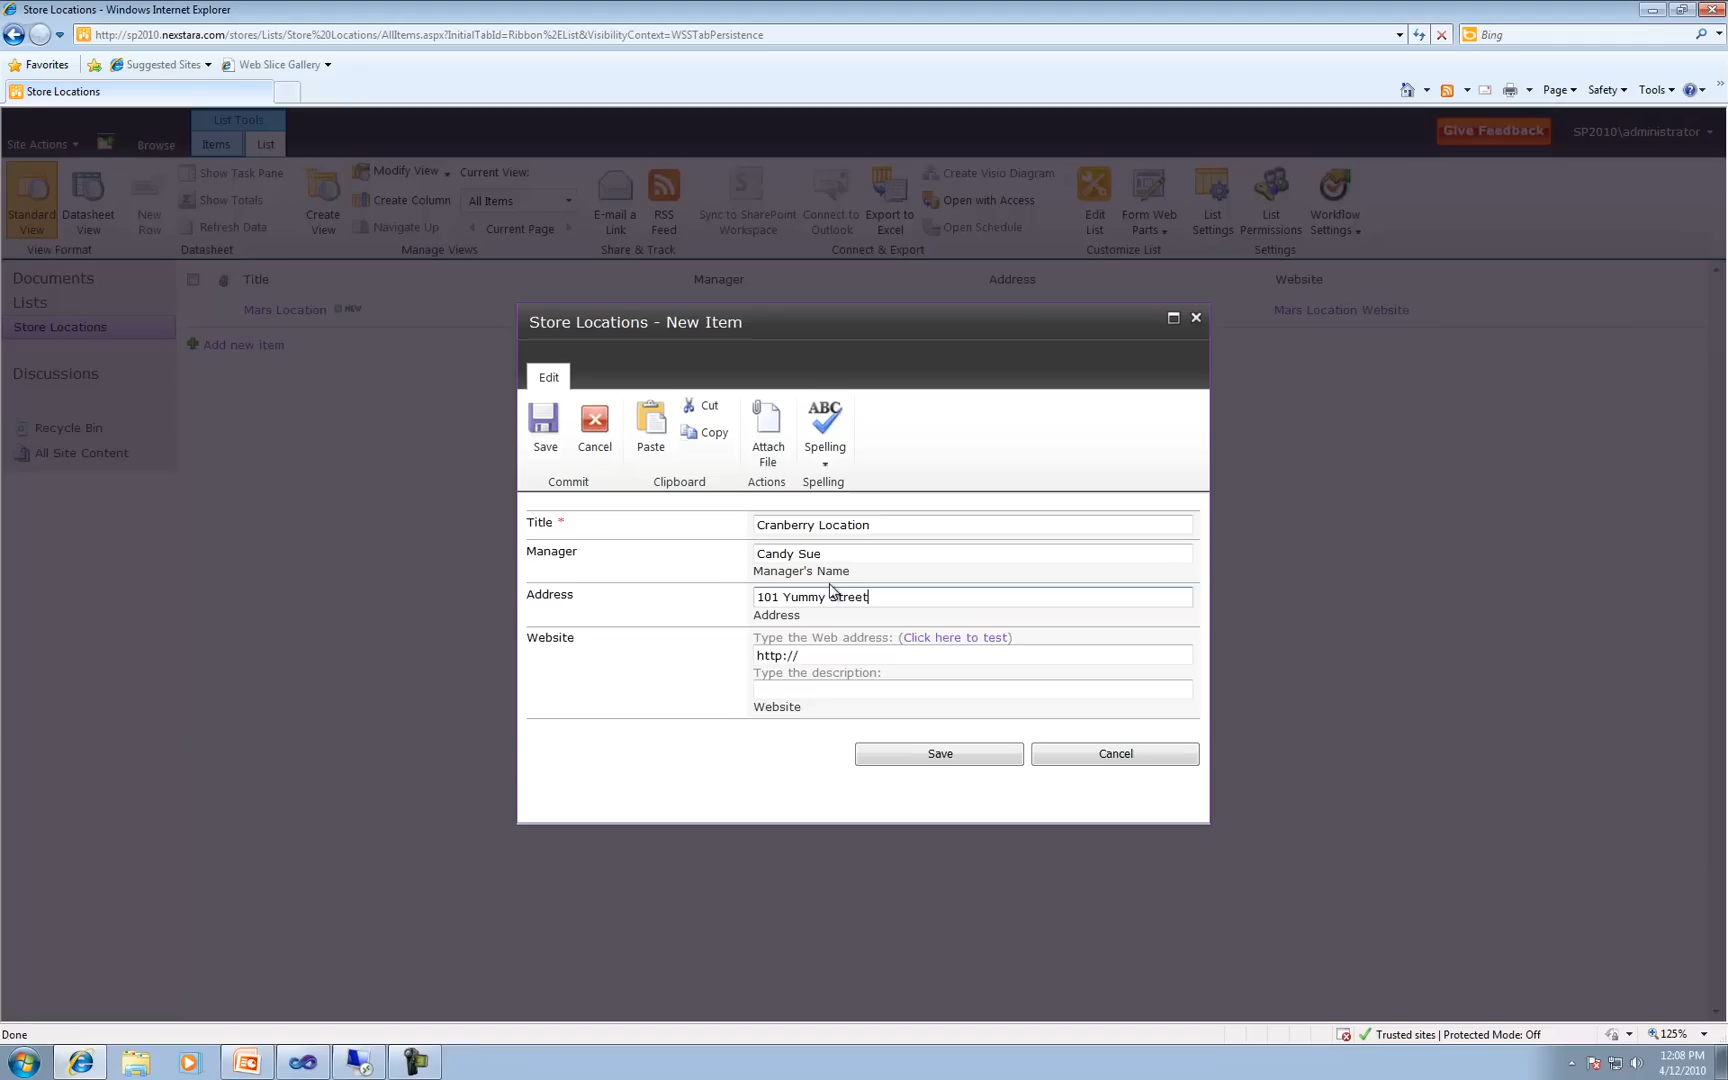 Store Locations - Windows Internet Explorer
http://sp2010.nexstara.com/stores/Lists/Store%20Locations/AllItems.aspx?InitialTabId=Ribbon%2EList&VisibilityContext=WSSTabPersistence
Bing
Favorites
Suggested Sites
Web Slice Gallery
Store Locations
Page
Safety
Tools
List Tools
Site Actions
Browse
Items
List
Give Feedback
SP2010\administrator
Standard View
Datasheet View
New Row
Show Task Pane
Show Totals
Refresh Data
Create View
Modify View
Create Column
Navigate Up
Current View:
All Items
Current Page
E-mail a Link
RSS Feed
Sync to SharePoint Workspace
Connect to Outlook
Export to Excel
Create Visio Diagram
Open with Access
Open Schedule
Edit List
Form Web Parts
List Settings
List Permissions
Workflow Settings
View Format
Datasheet
Manage Views
Share & Track
Connect & Export
Customize List
Settings
Documents
Lists
Store Locations
Discussions
Recycle Bin
All Site Content
Title
Manager
Address
Website
Mars Location
NEW
Mars Location Website
Add new item
Store Locations - New Item
Edit
Save
Cancel
Paste
Cut
Copy
Attach File
ABC
Spelling
Commit
Clipboard
Actions
Spelling
Title *
Cranberry Location
Manager
Candy Sue
Manager's Name
Address
101 Yummy Street
Address
Website
Type the Web address: (Click here to test)
http://
Type the description:
Website
Save
Cancel
Done
Trusted sites | Protected Mode: Off
125%
12:08 PM
4/12/2010